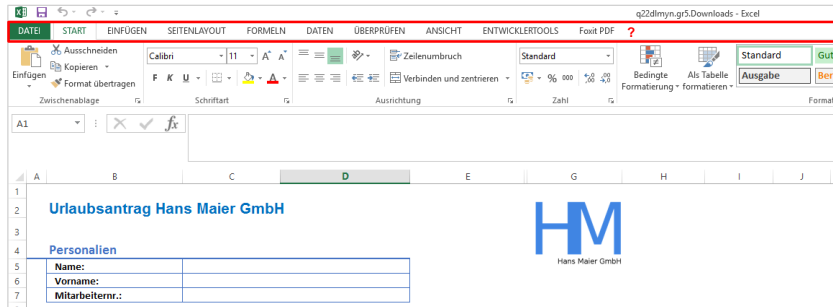 q22dlmyn.gr5.Downloads - Excel
DATEI START EINFÜGEN SEITENLAYOUT FORMELN DATEN ÜBERPRÜFEN ANSICHT ENTWICKLERTOOLS Foxit PDF ?
Ausschneiden
Kopieren
Format übertragen
Einfügen
Zwischenablage
Calibri 11 A A
F K U A
Schriftart
Zeilenumbruch
Verbinden und zentrieren
Ausrichtung
Standard
% 000
Zahl
Bedingte
Formatierung
Als Tabelle
formatieren
Standard Gut
Ausgabe Ber
Format
A1 fx
A B C D E G H I J
1
2 Urlaubsantrag Hans Maier GmbH
3
4 Personalien
5 Name:
6 Vorname:
7 Mitarbeiternr.:
HM
Hans Maier GmbH